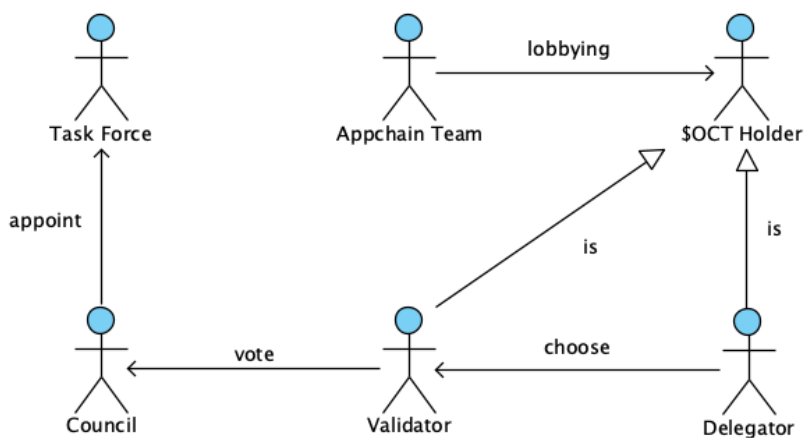 lobbying
Task Force
Appchain Team
$OCT Holder
appoint
is
is
vote
choose
Council
Validator
Delegator